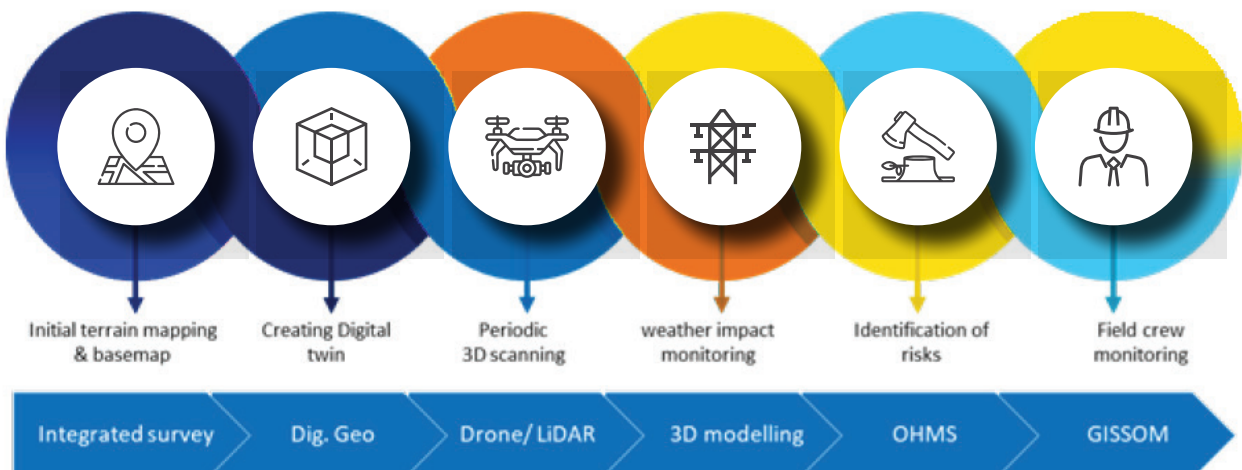 Initial terrain mapping
& basemap
Creating Digital
twin
Periodic
3D scanning
weather impact
monitoring
Identification of
risks
Field crew
monitoring
Integrated survey
Dig. Geo
Drone/ LiDAR
3D modelling
OHMS
GISSOM